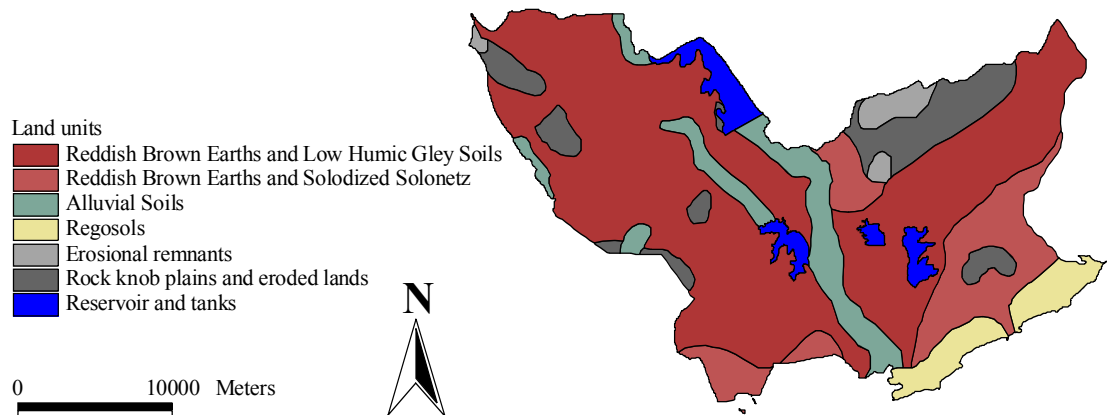 Land units
Reddish Brown Earths and Low Humic Gley Soils
Reddish Brown Earths and Solodized Solonetz
Alluvial Soils
Regosols
Erosional remnants
Rock knob plains and eroded lands
Reservoir and tanks
N
0 10000 Meters